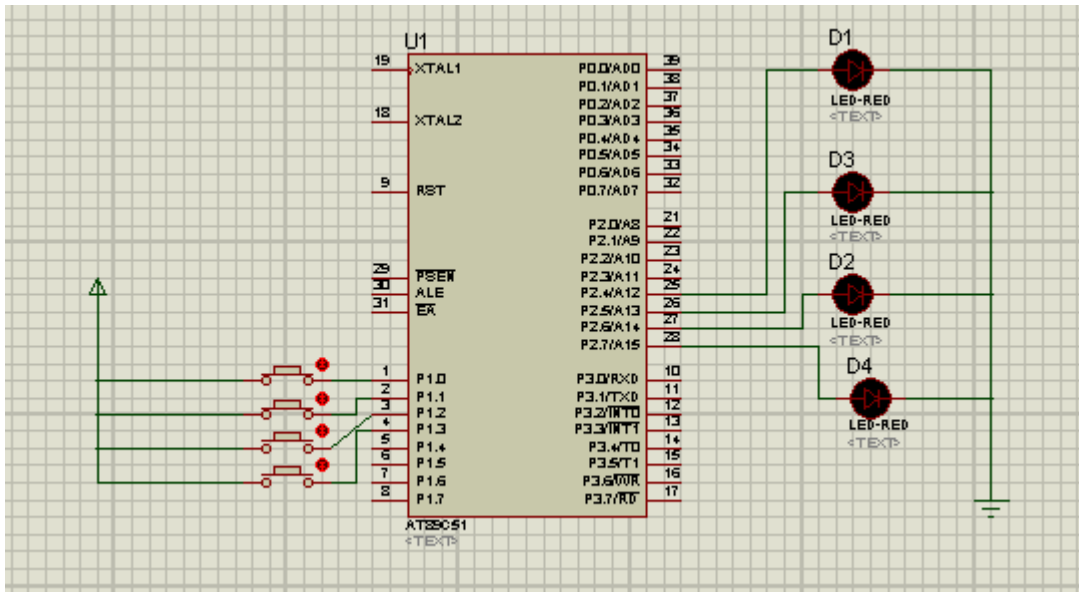 U1
19 XTAL1
18 XTAL2
9 RST
29 PSEN
30 ALE
31 EA
1 P1.0
2 P1.1
3 P1.2
4 P1.3
5 P1.4
6 P1.5
7 P1.6
8 P1.7
P0.0/AD0 39
P0.1/AD1 38
P0.2/AD2 37
P0.3/AD3 36
P0.4/AD4 35
P0.5/AD5 34
P0.6/AD6 33
P0.7/AD7 32
P2.0/A8 21
P2.1/A9 22
P2.2/A10 23
P2.3/A11 24
P2.4/A12 25
P2.5/A13 26
P2.6/A14 27
P2.7/A15 28
P3.0/RXD 10
P3.1/TXD 11
P3.2/INT0 12
P3.3/INT1 13
P3.4/T0 14
P3.5/T1 15
P3.6/WR 16
P3.7/RD 17
AT89C51
<TEXT>
D1
LED-RED
<TEXT>
D3
LED-RED
<TEXT>
D2
LED-RED
<TEXT>
D4
LED-RED
<TEXT>